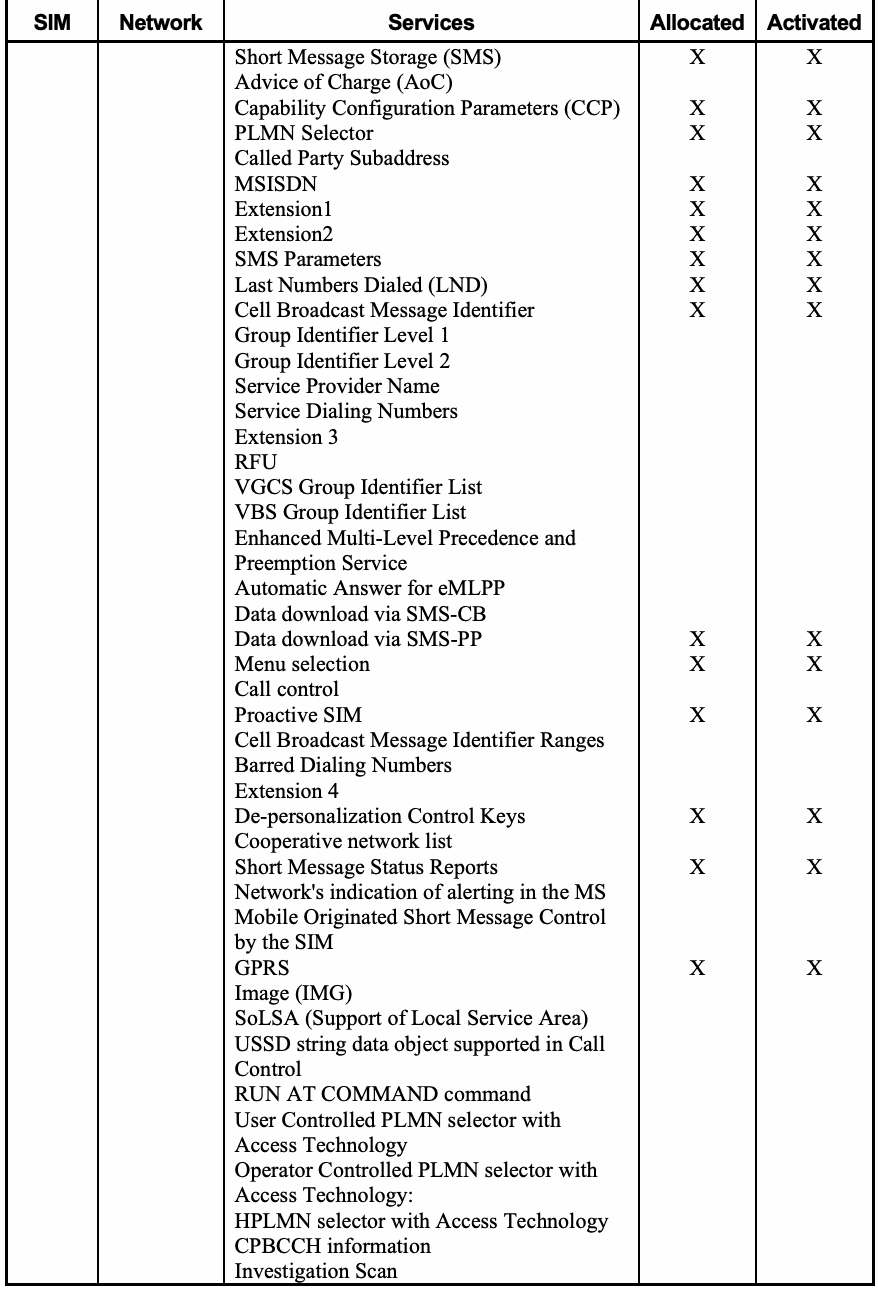 SIM Network Services Allocated Activated
Short Message Storage (SMS) X X
Advice of Charge (AoC)
Capability Configuration Parameters (CCP) X X
PLMN Selector X X
Called Party Subaddress
MSISDN X X
Extension1 X X
Extension2 X X
SMS Parameters X X
Last Numbers Dialed (LND) X X
Cell Broadcast Message Identifier X X
Group Identifier Level 1
Group Identifier Level 2
Service Provider Name
Service Dialing Numbers
Extension 3
RFU
VGCS Group Identifier List
VBS Group Identifier List
Enhanced Multi-Level Precedence and
Preemption Service
Automatic Answer for eMLPP
Data download via SMS-CB
Data download via SMS-PP X X
Menu selection X X
Call control
Proactive SIM X X
Cell Broadcast Message Identifier Ranges
Barred Dialing Numbers
Extension 4
De-personalization Control Keys X X
Cooperative network list
Short Message Status Reports X X
Network's indication of alerting in the MS
Mobile Originated Short Message Control
by the SIM
GPRS X X
Image (IMG)
SoLSA (Support of Local Service Area)
USSD string data object supported in Call
Control
RUN AT COMMAND command
User Controlled PLMN selector with
Access Technology
Operator Controlled PLMN selector with
Access Technology:
HPLMN selector with Access Technology
CPBCCH information
Investigation Scan